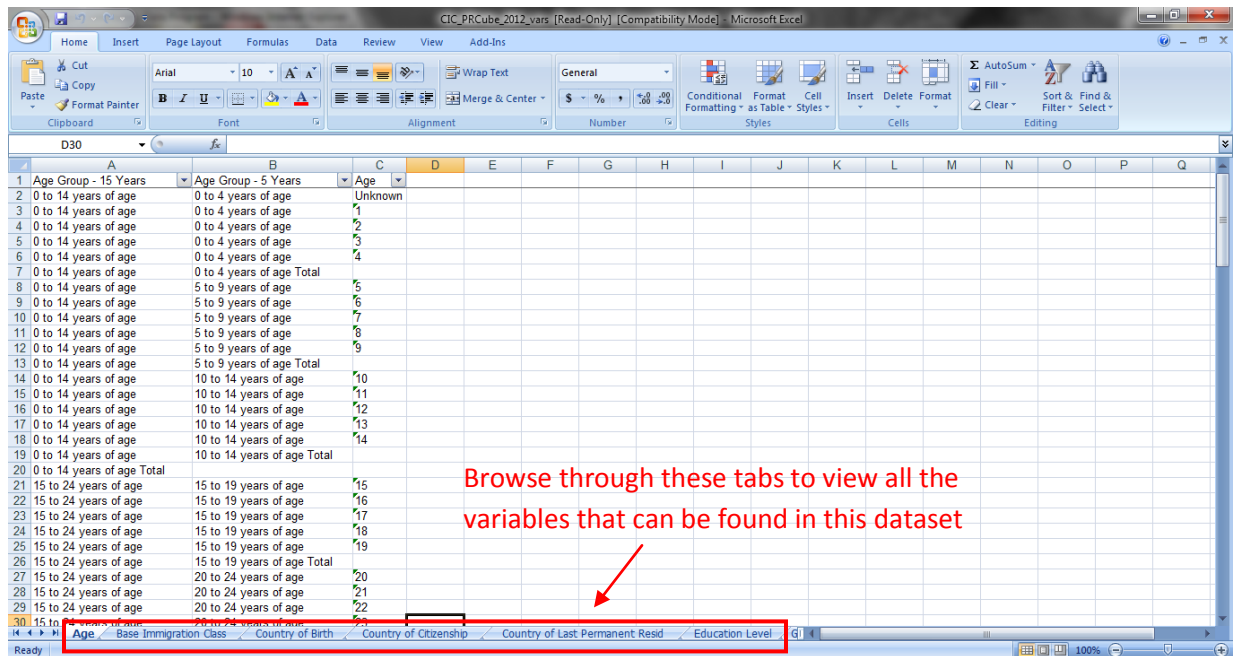 CIC_PRCube_2012_vars [Read-Only] [Compatibility Mode] - Microsoft Excel
Home Insert Page Layout Formulas Data Review View Add-Ins
Paste
Cut
Copy
Format Painter
Clipboard
Arial 10
B I U
Font
Wrap Text
Merge & Center
Alignment
General
$ % ,
Number
Conditional Formatting
Format as Table
Cell Styles
Styles
Insert Delete Format
Cells
Σ AutoSum
Fill
Clear
Sort & Filter
Find & Select
Editing
D30 fx
A B C D E F G H I J K L M N O P Q
1 Age Group - 15 Years Age Group - 5 Years Age
2 0 to 14 years of age 0 to 4 years of age Unknown
3 0 to 14 years of age 0 to 4 years of age 1
4 0 to 14 years of age 0 to 4 years of age 2
5 0 to 14 years of age 0 to 4 years of age 3
6 0 to 14 years of age 0 to 4 years of age 4
7 0 to 14 years of age 0 to 4 years of age Total
8 0 to 14 years of age 5 to 9 years of age 5
9 0 to 14 years of age 5 to 9 years of age 6
10 0 to 14 years of age 5 to 9 years of age 7
11 0 to 14 years of age 5 to 9 years of age 8
12 0 to 14 years of age 5 to 9 years of age 9
13 0 to 14 years of age 5 to 9 years of age Total
14 0 to 14 years of age 10 to 14 years of age 10
15 0 to 14 years of age 10 to 14 years of age 11
16 0 to 14 years of age 10 to 14 years of age 12
17 0 to 14 years of age 10 to 14 years of age 13
18 0 to 14 years of age 10 to 14 years of age 14
19 0 to 14 years of age 10 to 14 years of age Total
20 0 to 14 years of age Total
21 15 to 24 years of age 15 to 19 years of age 15
22 15 to 24 years of age 15 to 19 years of age 16
23 15 to 24 years of age 15 to 19 years of age 17
24 15 to 24 years of age 15 to 19 years of age 18
25 15 to 24 years of age 15 to 19 years of age 19
26 15 to 24 years of age 15 to 19 years of age Total
27 15 to 24 years of age 20 to 24 years of age 20
28 15 to 24 years of age 20 to 24 years of age 21
29 15 to 24 years of age 20 to 24 years of age 22
30 15 to 24 years of age 20 to 24 years of age 23
Browse through these tabs to view all the
variables that can be found in this dataset
Age Base Immigration Class Country of Birth Country of Citizenship Country of Last Permanent Resid Education Level
Ready 100%